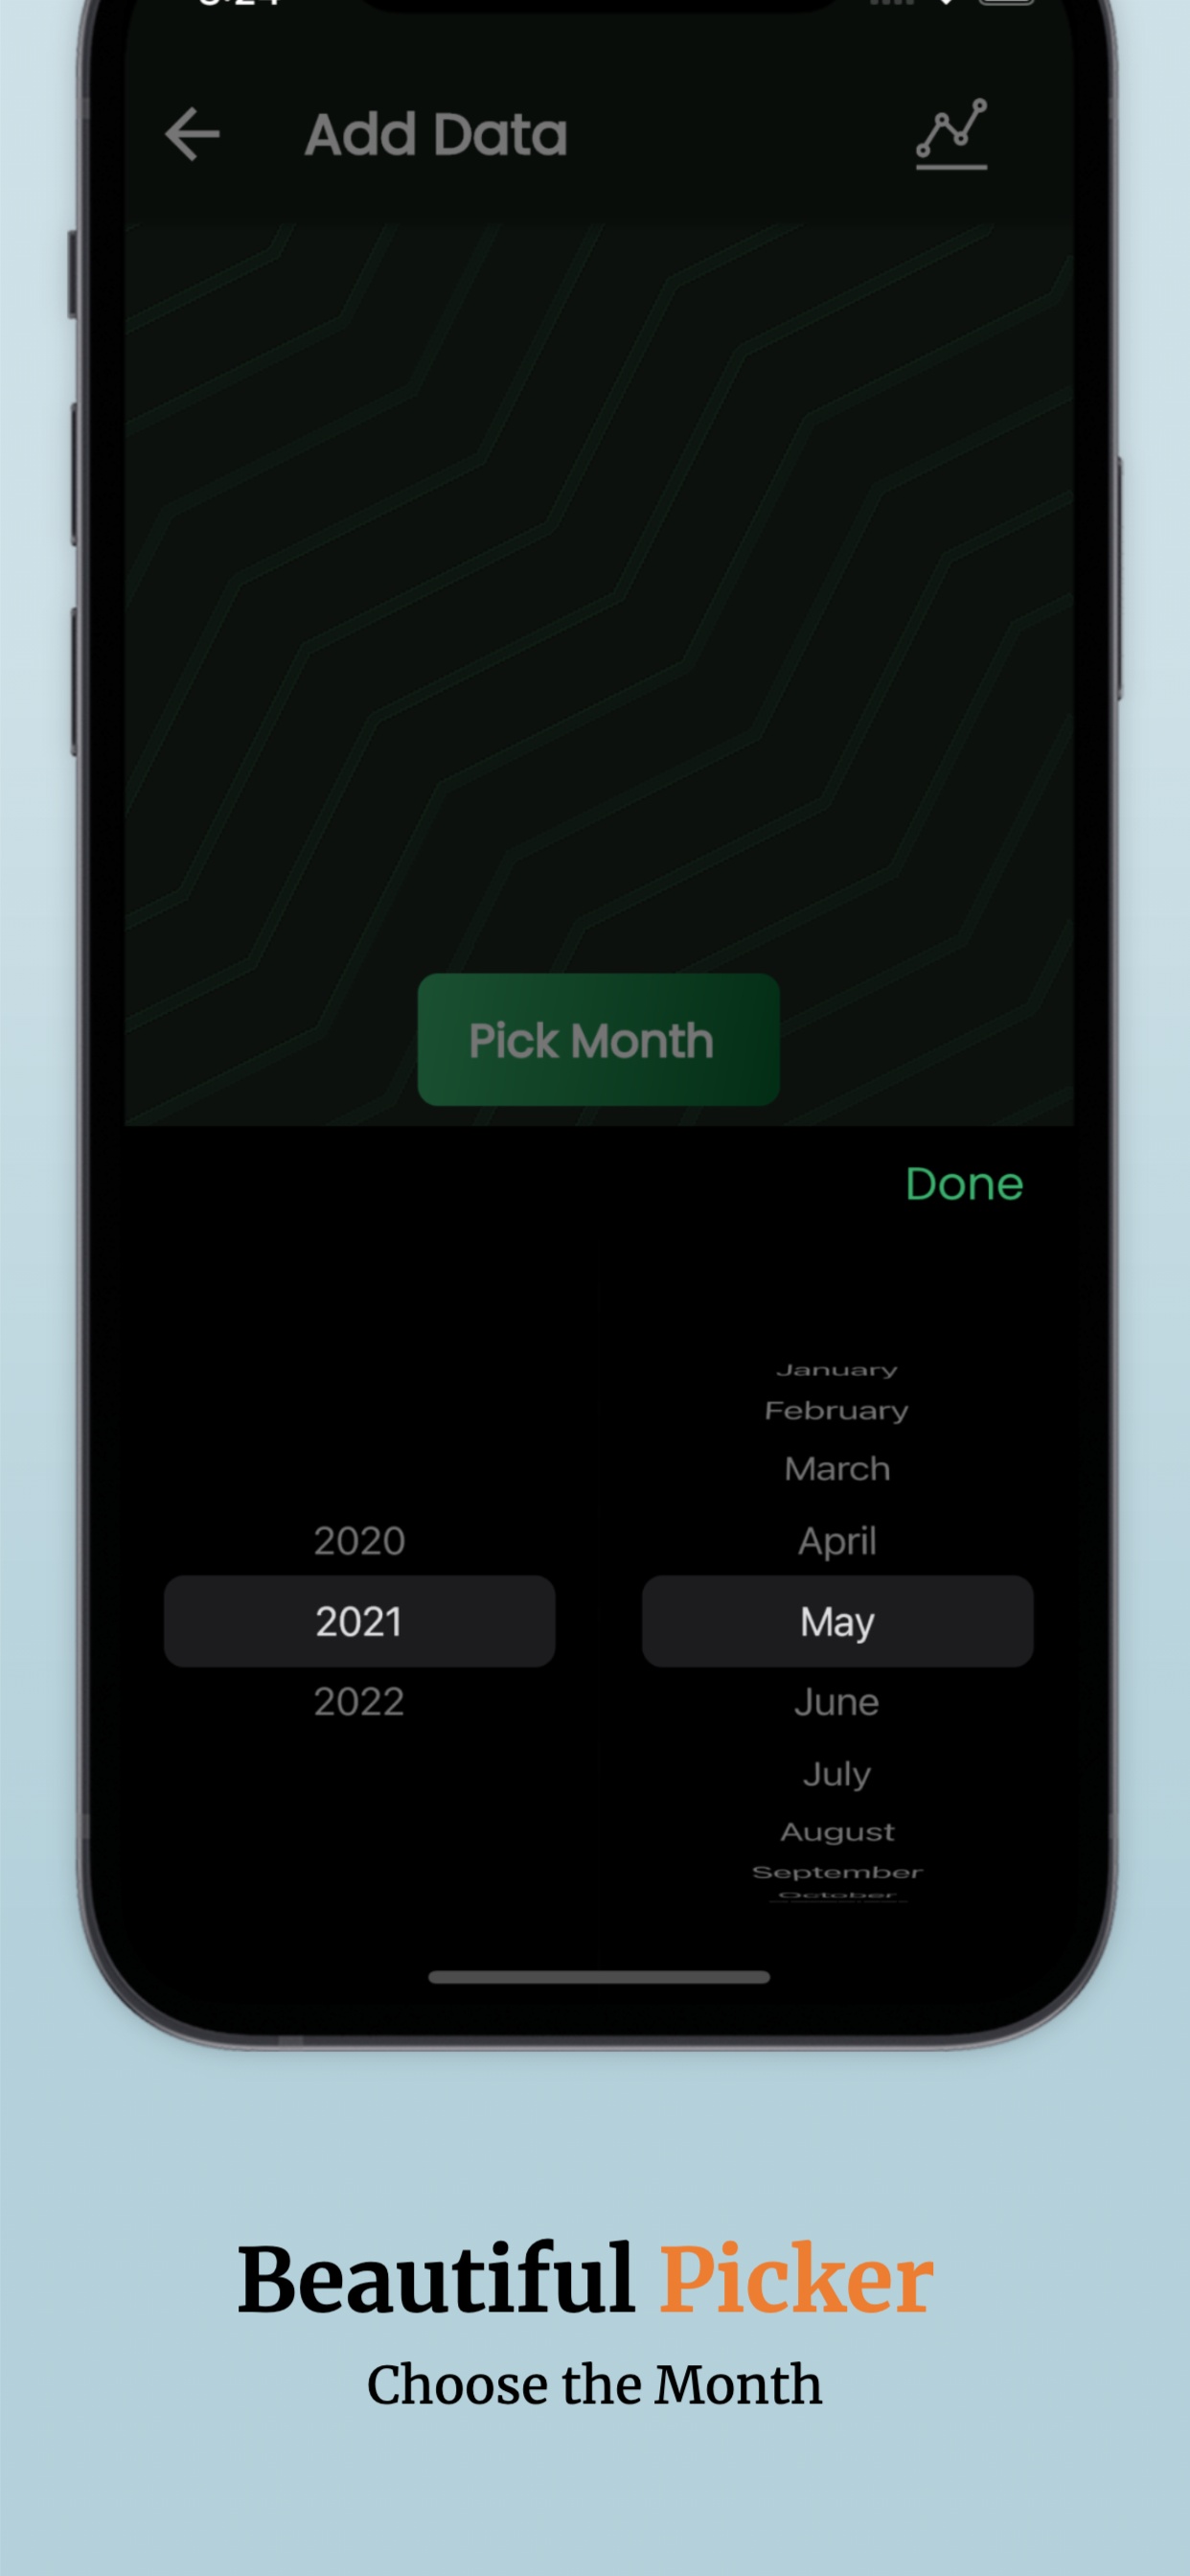 Add Data
Pick Month
Done
January
February
March
2020 April
2021 May
2022 June
July
August
September
October
Beautiful Picker
Choose the Month